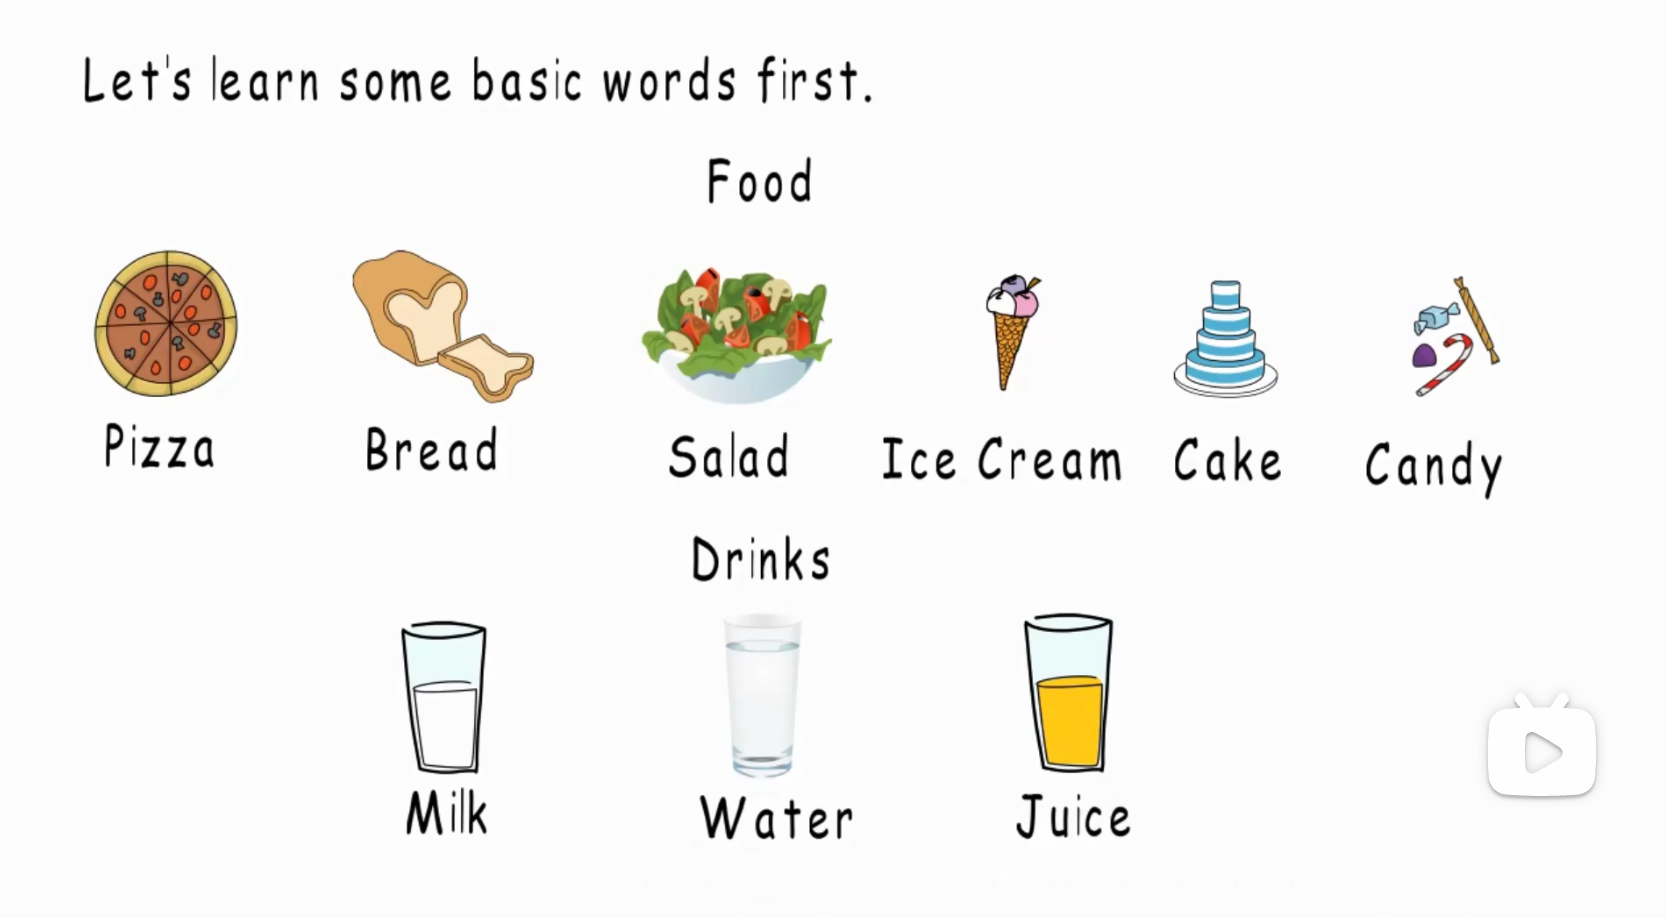 Let's learn some basic words first.
Food
Pizza Bread Salad Ice Cream Cake Candy
Drinks
Milk Water Juice